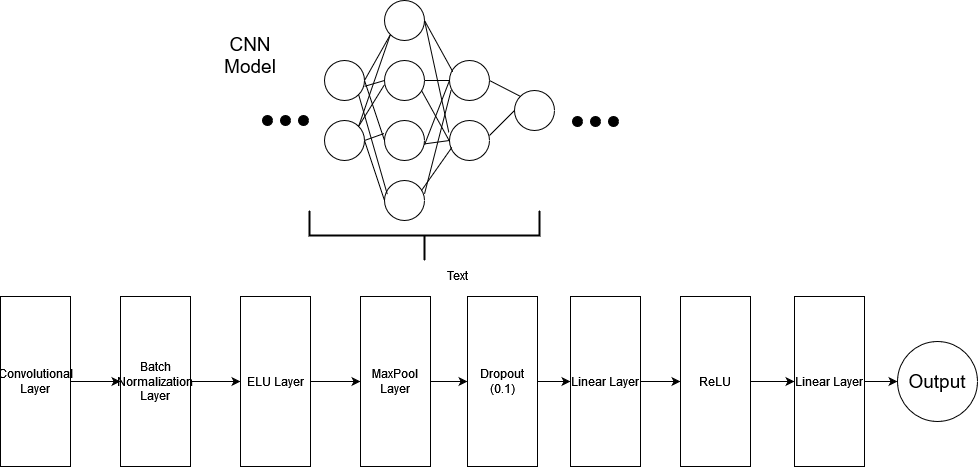 CNN
Model
Text
Convolutional
Layer
Batch
Normalization
Layer
ELU Layer
MaxPool
Layer
Dropout
(0.1)
Linear Layer
ReLU
Linear Layer
Output